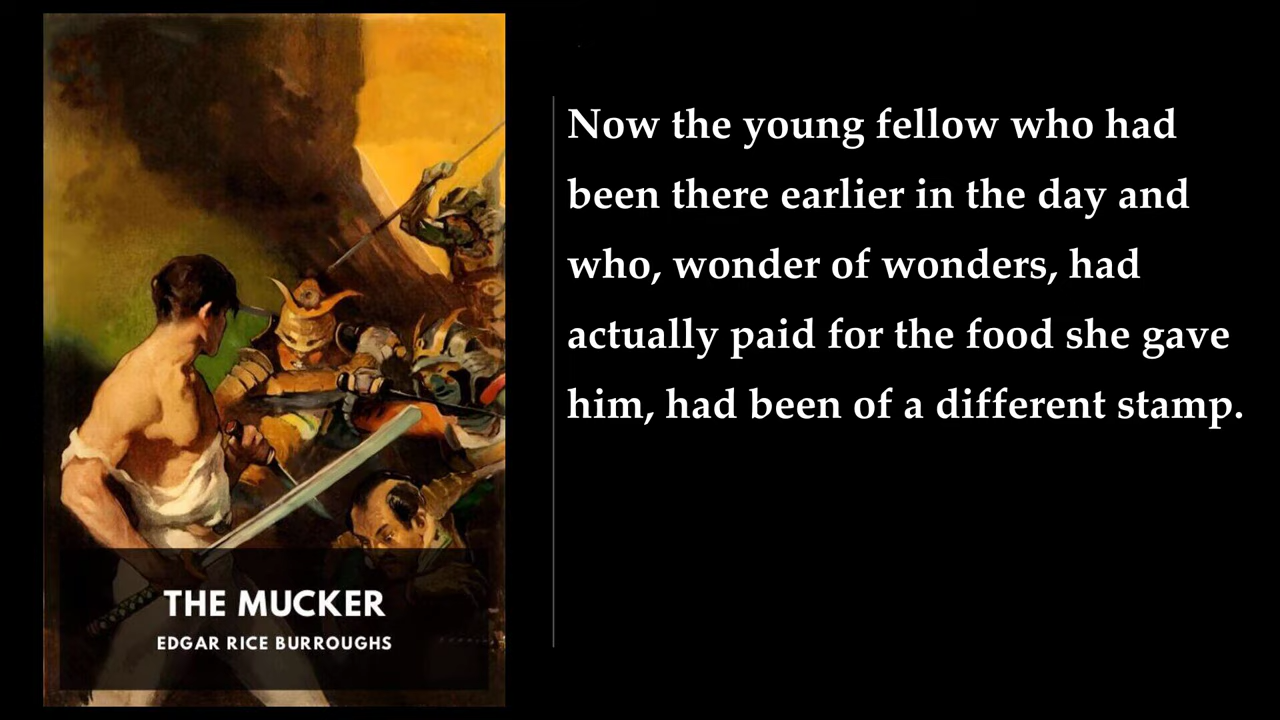 THE MUCKER
EDGAR RICE BURROUGHS
Now the young fellow who had
been there earlier in the day and
who, wonder of wonders, had
actually paid for the food she gave
him, had been of a different stamp.